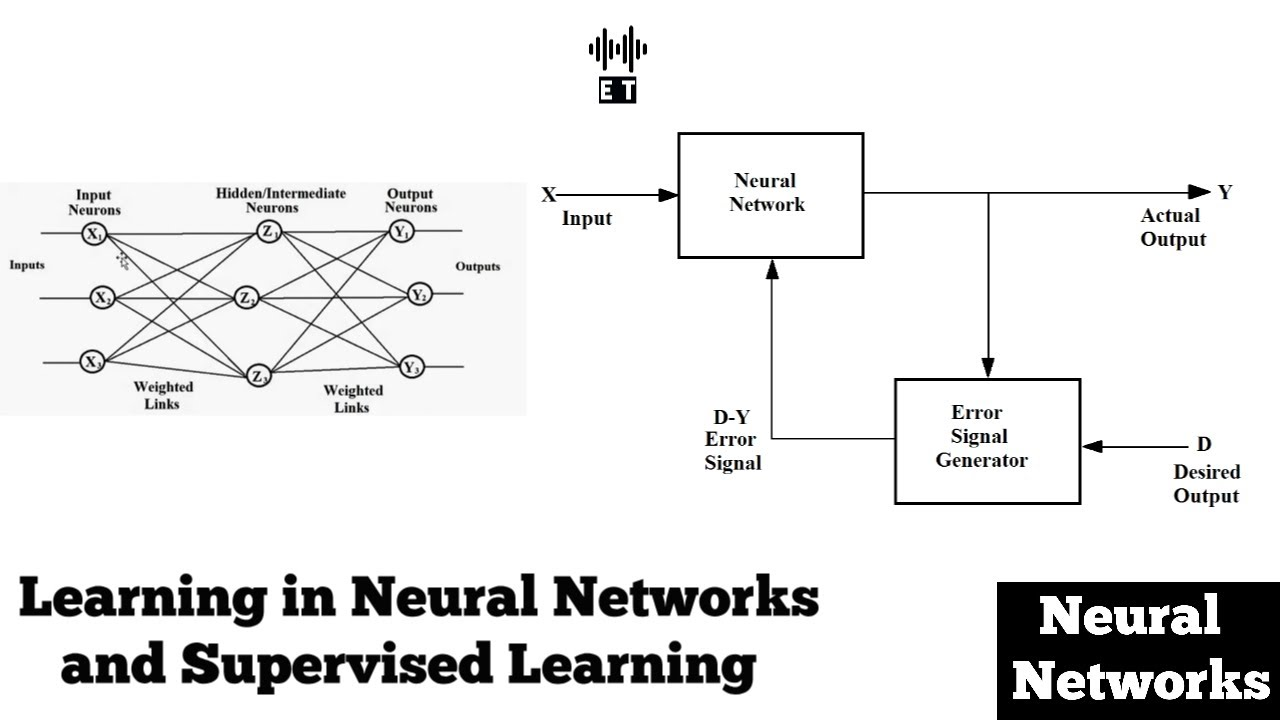 E T
Input
Neurons
Hidden/Intermediate
Neurons
Output
Neurons
Inputs
X1
Z1
Y1
X2
Z2
Y2
X3
Z3
Y3
Outputs
Weighted
Links
Weighted
Links
X
Input
Neural
Network
Y
Actual
Output
D-Y
Error
Signal
Error
Signal
Generator
D
Desired
Output
Learning in Neural Networks
and Supervised Learning
Neural
Networks